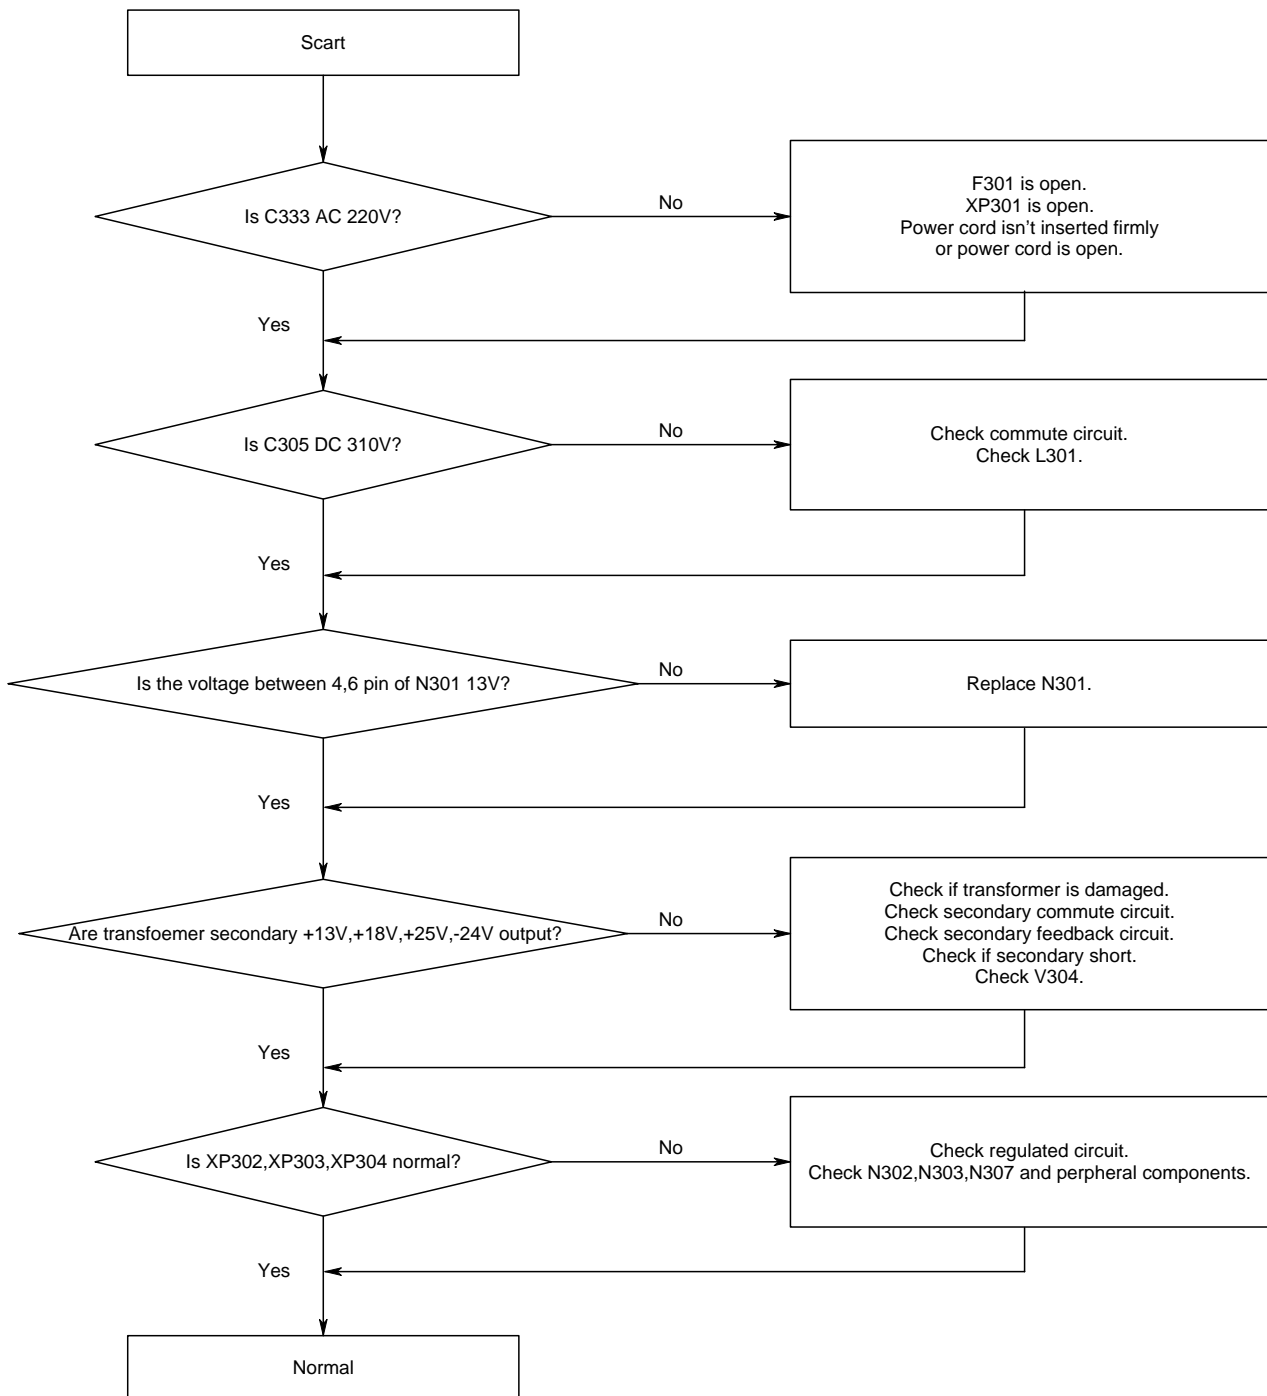 Scart
Is C333 AC 220V?
No
F301 is open.
XP301 is open.
Power cord isn't inserted firmly
or power cord is open.
Yes
Is C305 DC 310V?
No
Check commute circuit.
Check L301.
Yes
Is the voltage between 4,6 pin of N301 13V?
No
Replace N301.
Yes
Are transfoemer secondary +13V,+18V,+25V,-24V output?
No
Check if transformer is damaged.
Check secondary commute circuit.
Check secondary feedback circuit.
Check if secondary short.
Check V304.
Yes
Is XP302,XP303,XP304 normal?
No
Check regulated circuit.
Check N302,N303,N307 and perpheral components.
Yes
Normal